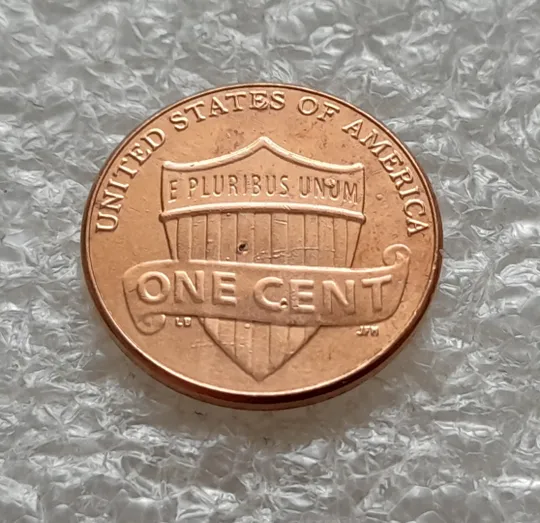 UNITED STATES OF AMERICA
E PLURIBUS UNUM
ONE CENT
LB
JFM